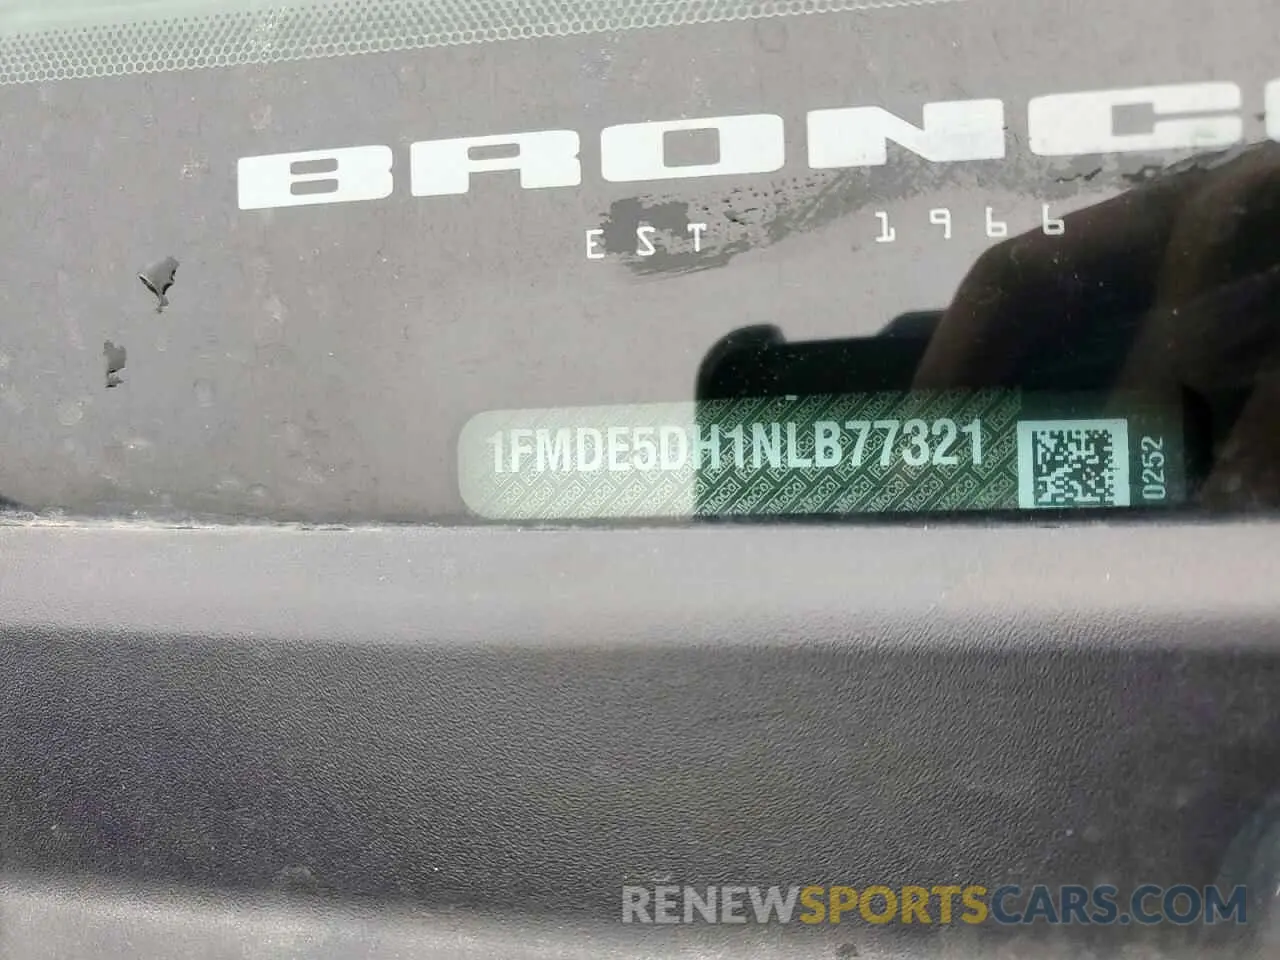 BRONC
EST 1966
1FMDE5DH1NLB77321
0252
RENEWSPORTSCARS.COM